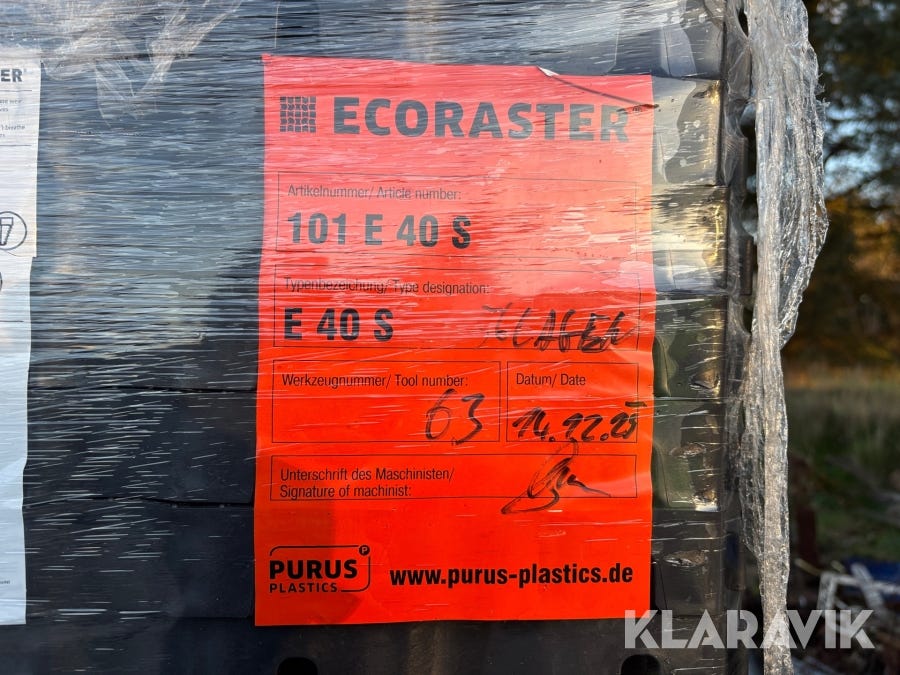 ECORASTER
Artikelnummer/ Article number:
101 E 40 S
Typenbezeichung/ Type designation:
E 40 S
Werkzeugnummer/ Tool number:
63
Datum/ Date
Unterschrift des Maschinisten/
Signature of machinist:
PURUS
PLASTICS
www.purus-plastics.de
KLARAVIK